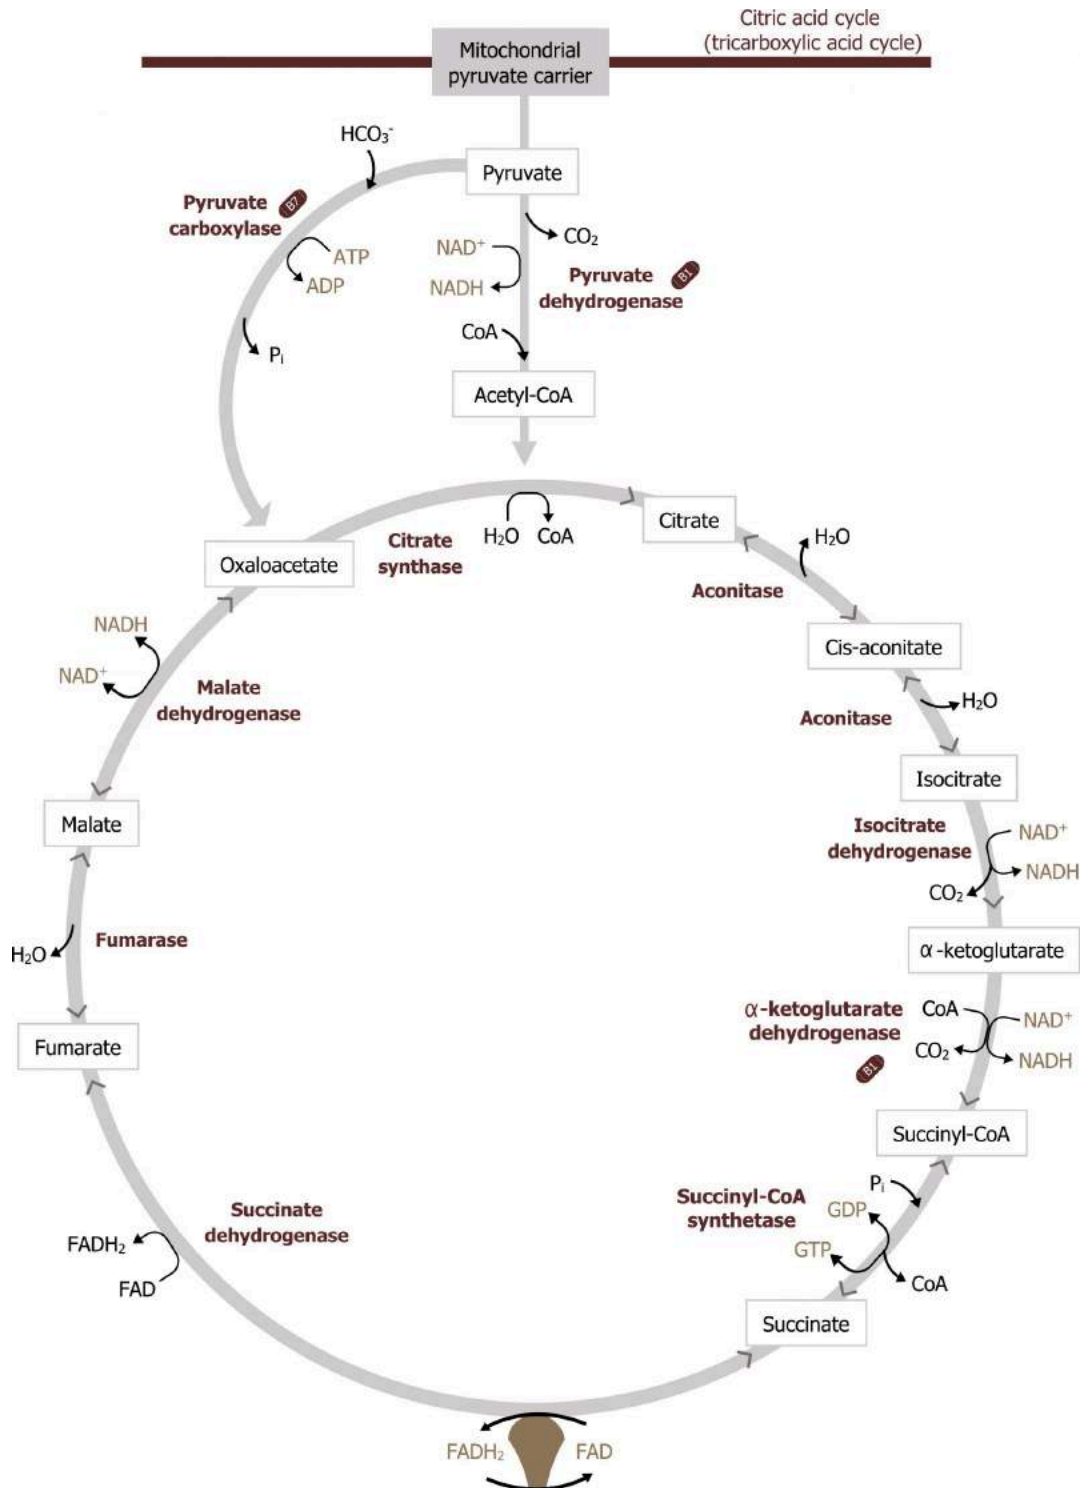 Citric acid cycle
(tricarboxylic acid cycle)
Mitochondrial
pyruvate carrier
HCO₃⁻
Pyruvate
Pyruvate
carboxylase
B7
ATP
ADP
Pᵢ
CO₂
NAD⁺
NADH
Pyruvate
dehydrogenase
B1
CoA
Acetyl-CoA
Oxaloacetate
Citrate
synthase
H₂O
CoA
Citrate
H₂O
Aconitase
Cis-aconitate
H₂O
Aconitase
Isocitrate
Isocitrate
dehydrogenase
NAD⁺
NADH
CO₂
α-ketoglutarate
α-ketoglutarate
dehydrogenase
B1
CoA
CO₂
NAD⁺
NADH
Succinyl-CoA
Succinyl-CoA
synthetase
Pᵢ
GDP
GTP
CoA
Succinate
FADH₂
FAD
Succinate
dehydrogenase
FADH₂
FAD
Fumarate
Fumarase
H₂O
Malate
Malate
dehydrogenase
NADH
NAD⁺